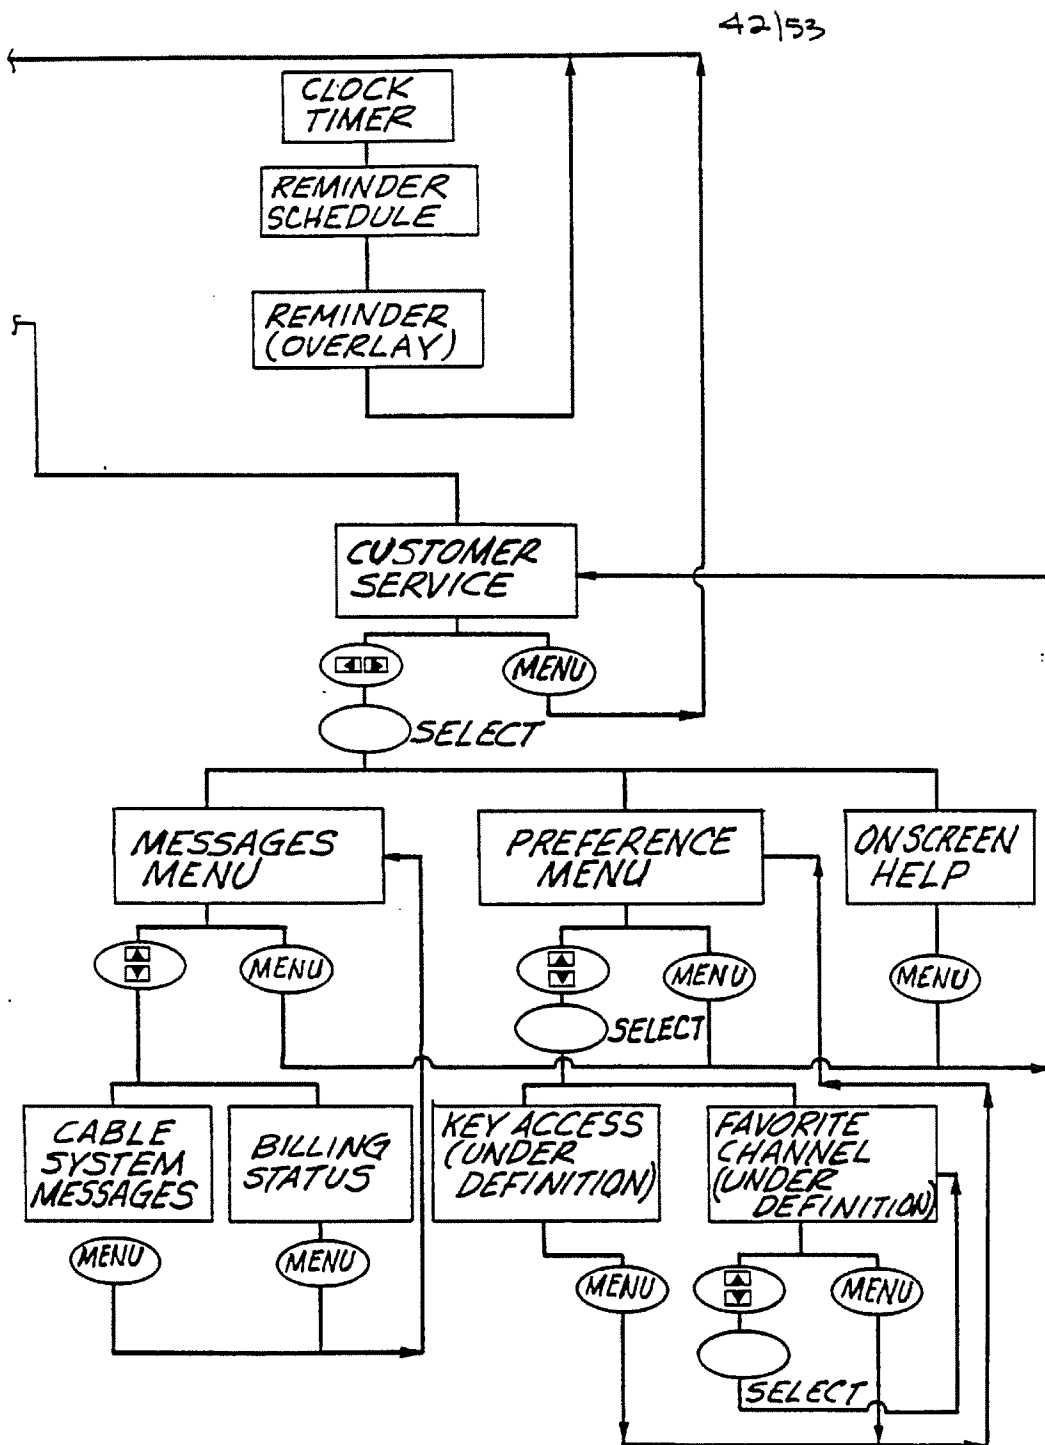 42/53
CLOCK
TIMER
REMINDER
SCHEDULE
REMINDER
(OVERLAY)
CUSTOMER
SERVICE
MENU
SELECT
MESSAGES
MENU
PREFERENCE
MENU
ON SCREEN
HELP
MENU
MENU
MENU
SELECT
CABLE
SYSTEM
MESSAGES
BILLING
STATUS
KEY ACCESS
(UNDER
DEFINITION)
FAVORITE
CHANNEL
(UNDER
DEFINITION)
MENU
MENU
MENU
MENU
SELECT